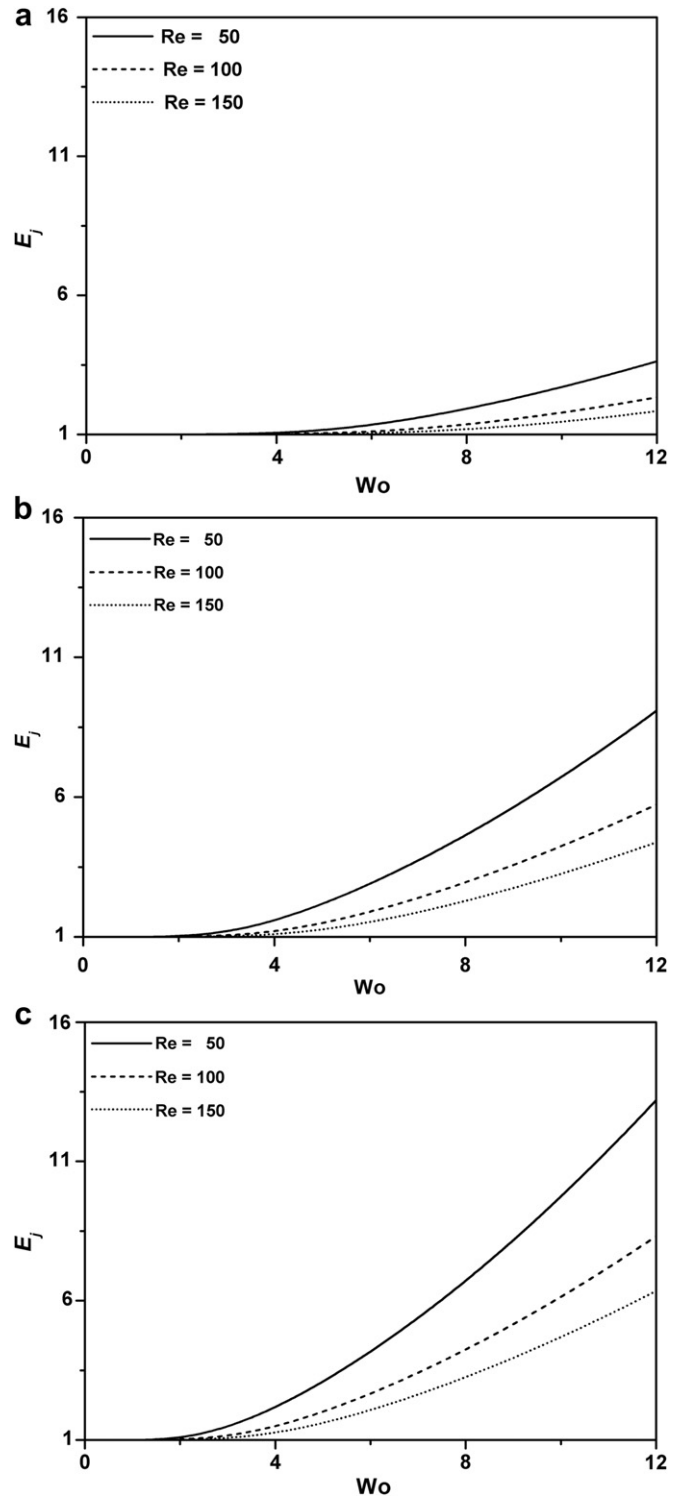 a
16
Re = 50
Re = 100
Re = 150
11
E_j
6
1
0 4 8 12
Wo
b
16
Re = 50
Re = 100
Re = 150
11
E_j
6
1
0 4 8 12
Wo
c
16
Re = 50
Re = 100
Re = 150
11
E_j
6
1
0 4 8 12
Wo